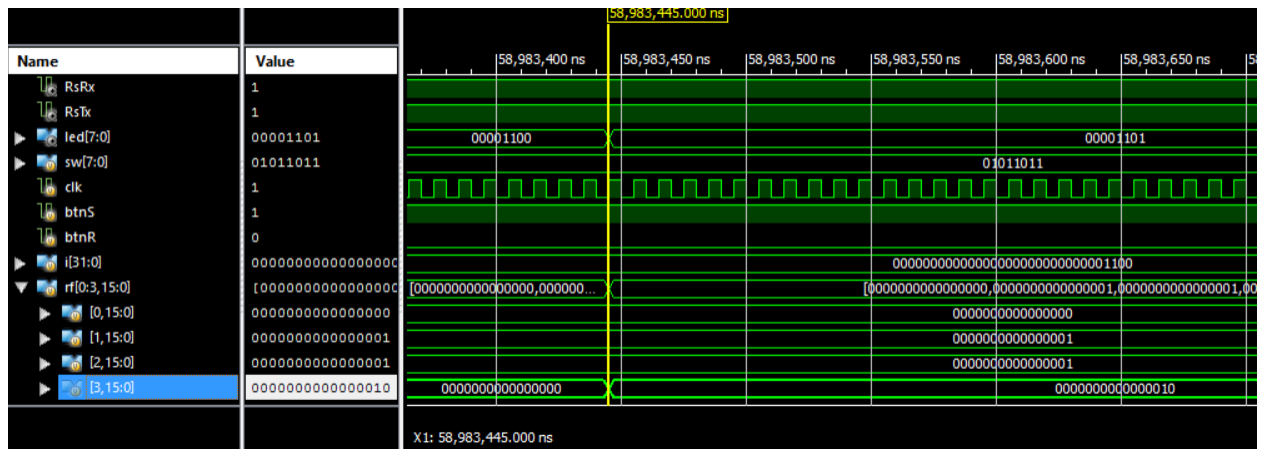 58,983,445.000 ns
Name Value 58,983,400 ns 58,983,450 ns 58,983,500 ns 58,983,550 ns 58,983,600 ns 58,983,650 ns
RsRx 1
RsTx 1
led[7:0] 00001101 00001100 00001101
sw[7:0] 01011011 01011011
clk 1
btnS 1
btnR 0
i[31:0] 00000000000000000 00000000000000000000000000001100
rf[0:3,15:0] [0000000000000000 [0000000000000000,000000... [0000000000000000,0000000000000001,0000000000000001,00
[0,15:0] 0000000000000000 0000000000000000
[1,15:0] 0000000000000001 0000000000000001
[2,15:0] 0000000000000001 0000000000000001
[3,15:0] 0000000000000010 0000000000000000 0000000000000010
X1: 58,983,445.000 ns